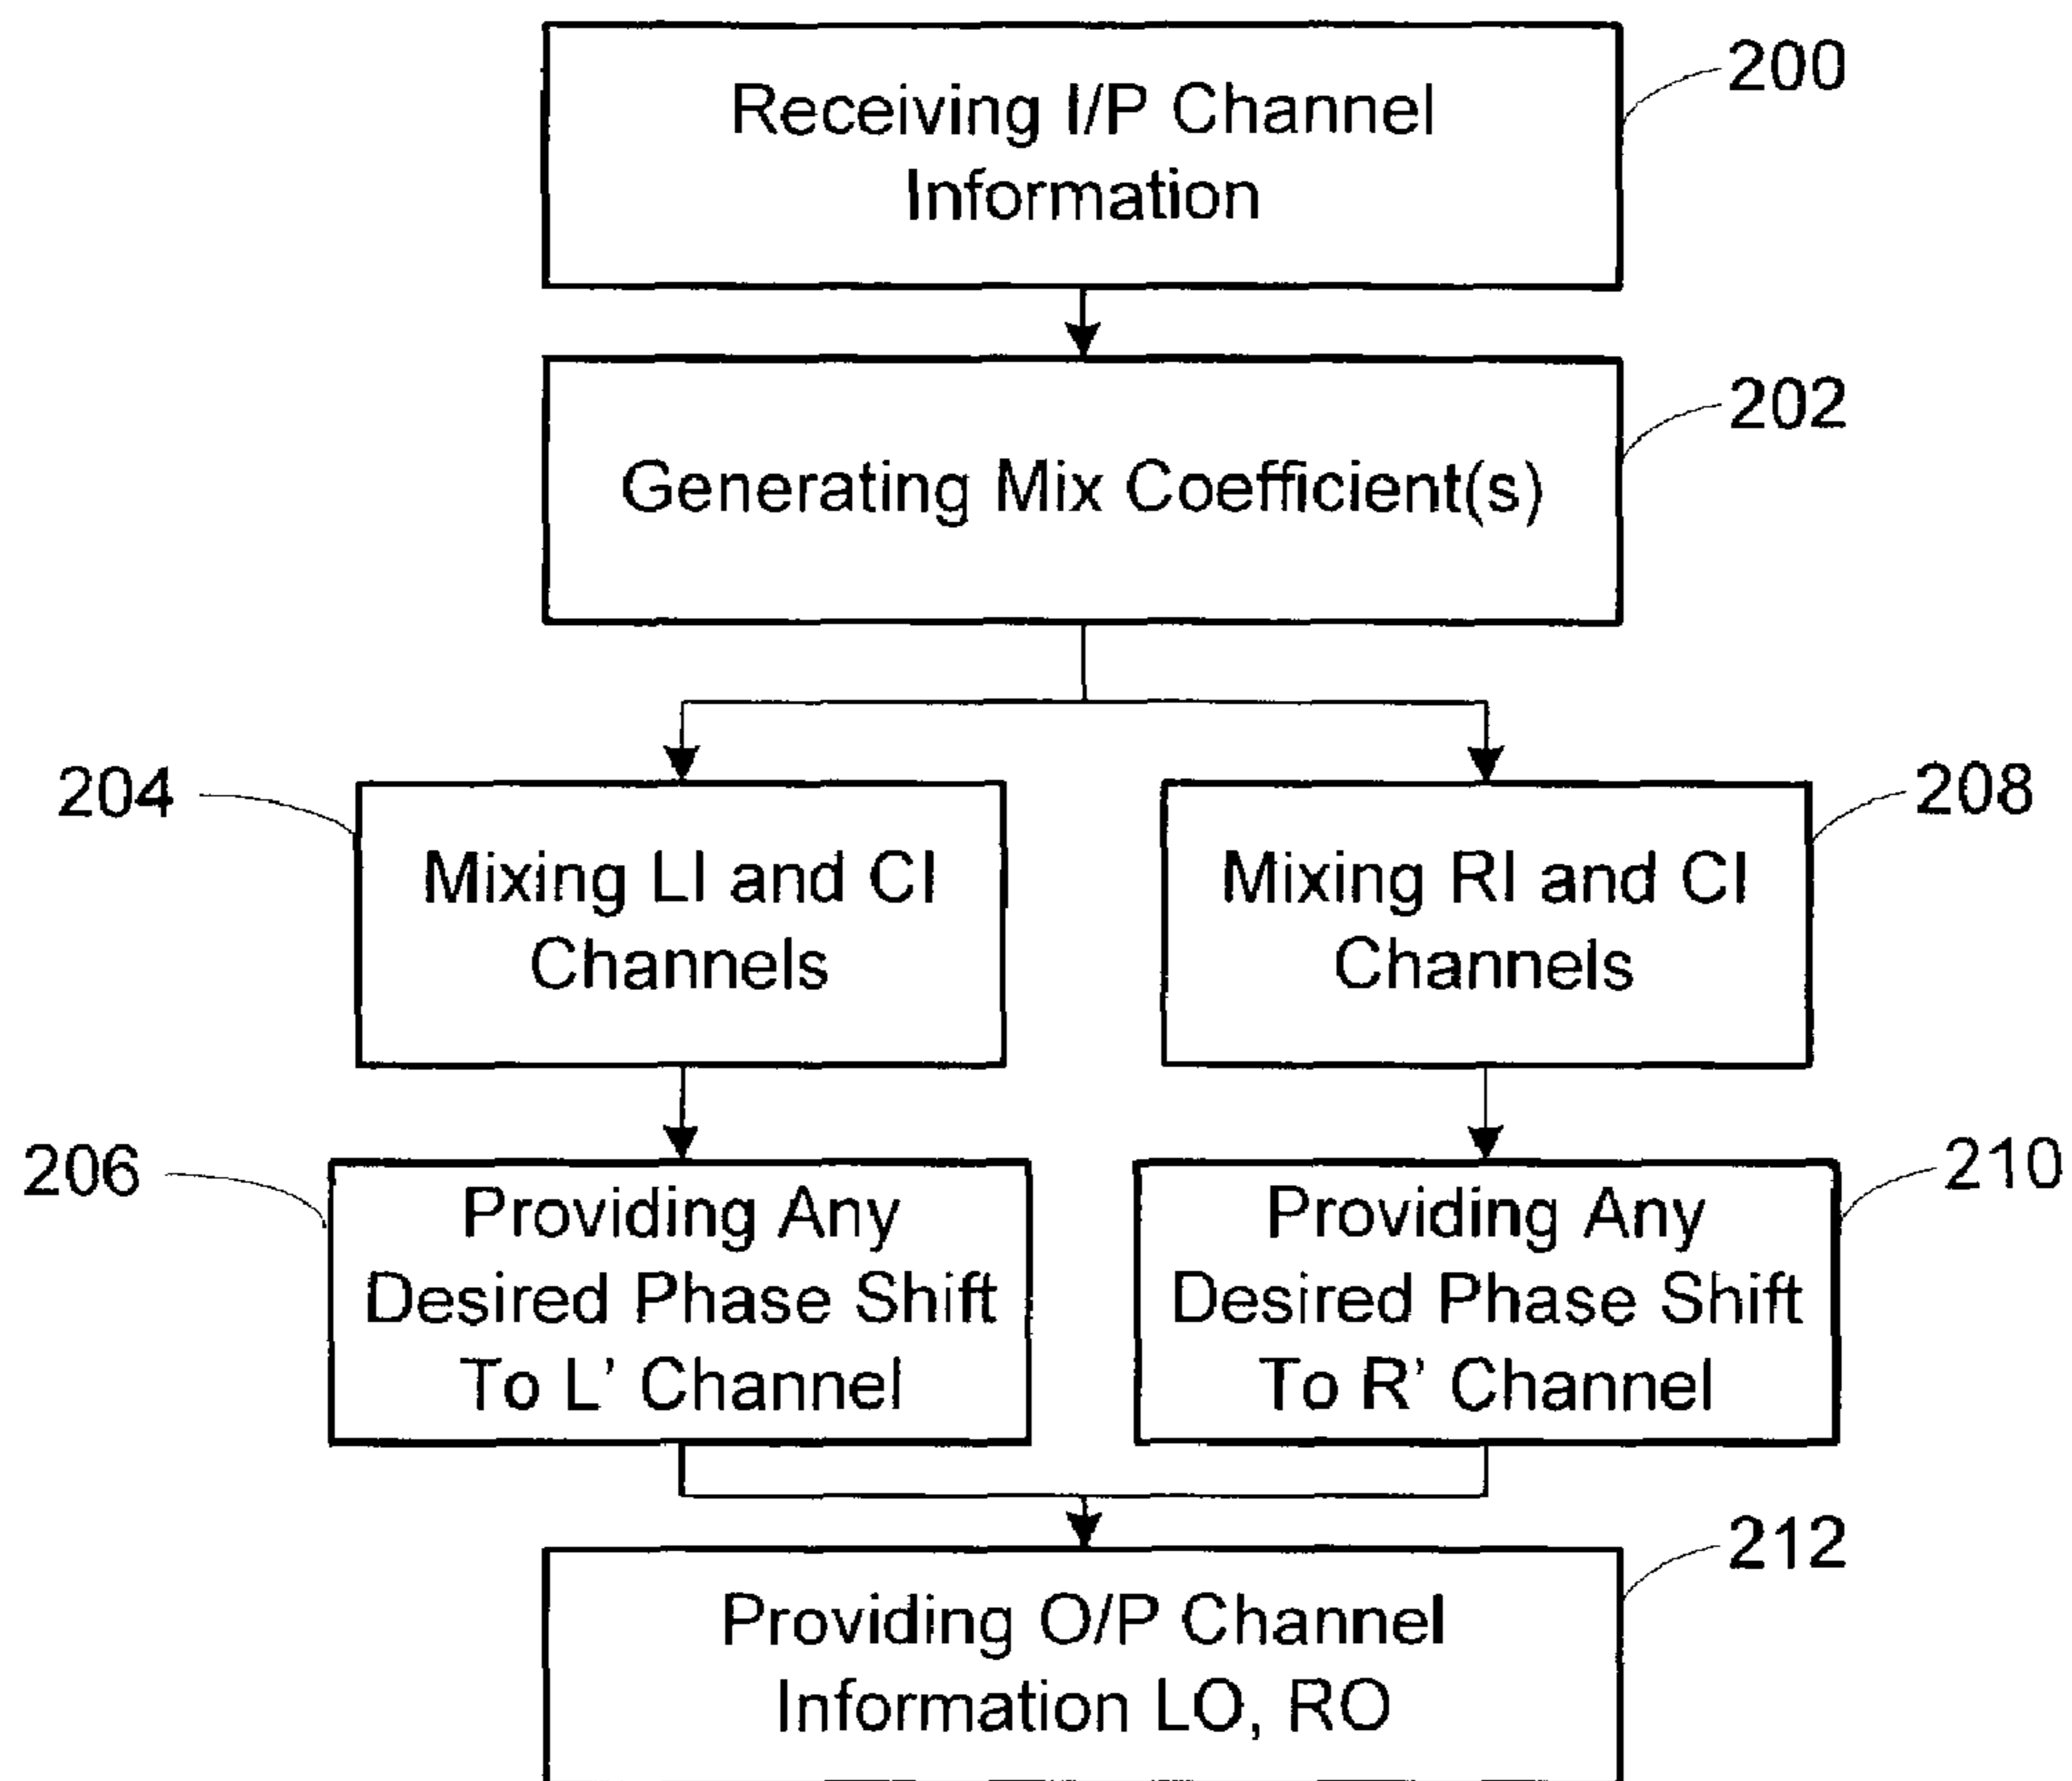 Receiving I/P Channel
Information
200
Generating Mix Coefficient(s)
202
204
Mixing LI and CI
Channels
Mixing RI and CI
Channels
208
206
Providing Any
Desired Phase Shift
To L’ Channel
Providing Any
Desired Phase Shift
To R’ Channel
210
Providing O/P Channel
Information LO, RO
212